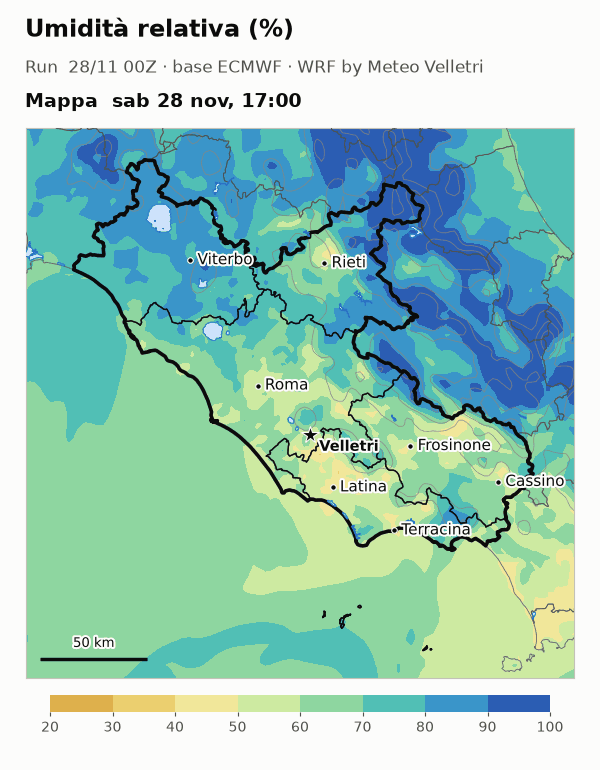 Umidità relativa (%)
Run  28/11 00Z · base ECMWF · WRF by Meteo Velletri
Mappa  sab 28 nov, 17:00
Viterbo
Rieti
Roma
Velletri
Frosinone
Cassino
Latina
Terracina
50 km
20 30 40 50 60 70 80 90 100